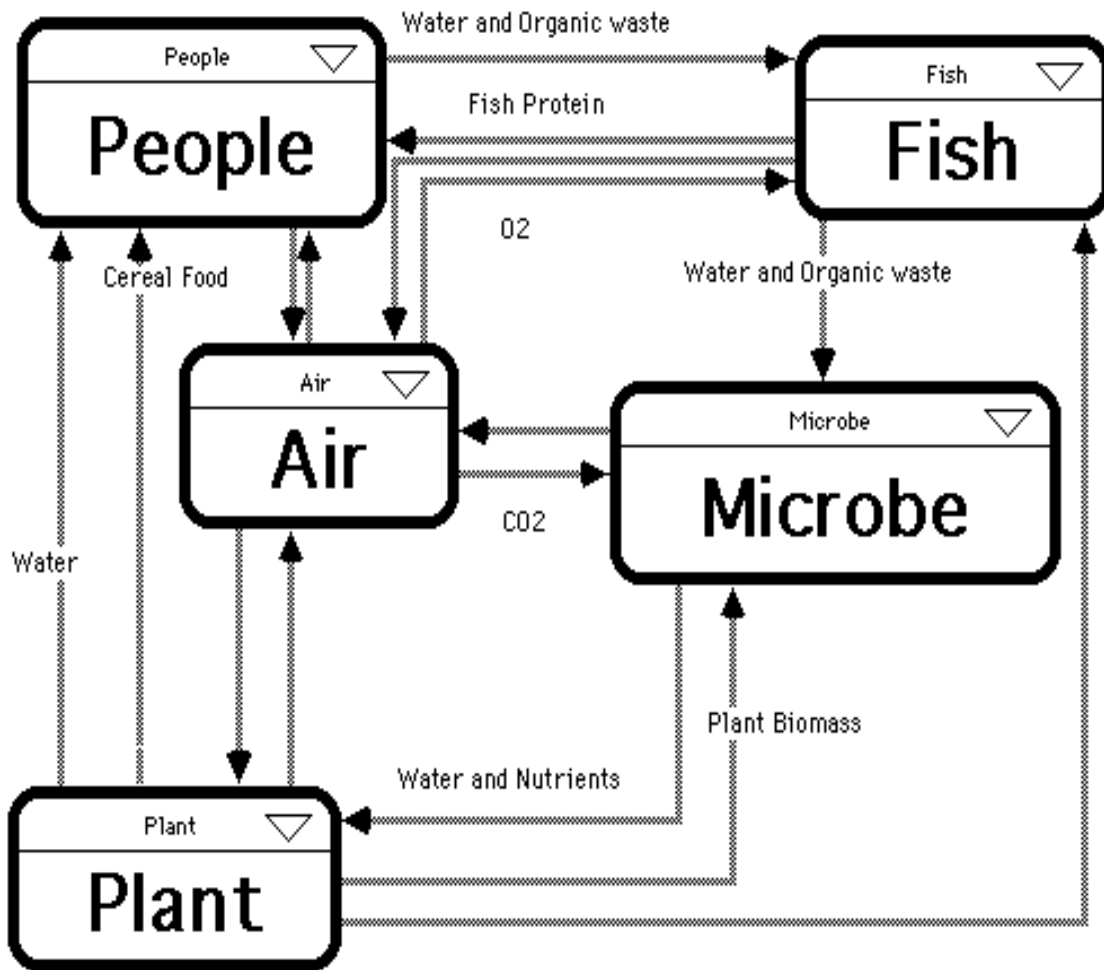 Water and Organic waste
People
People
Fish
Fish
Fish Protein
O2
Cereal Food
Water and Organic waste
Air
Air
Microbe
Microbe
CO2
Water
Plant Biomass
Water and Nutrients
Plant
Plant